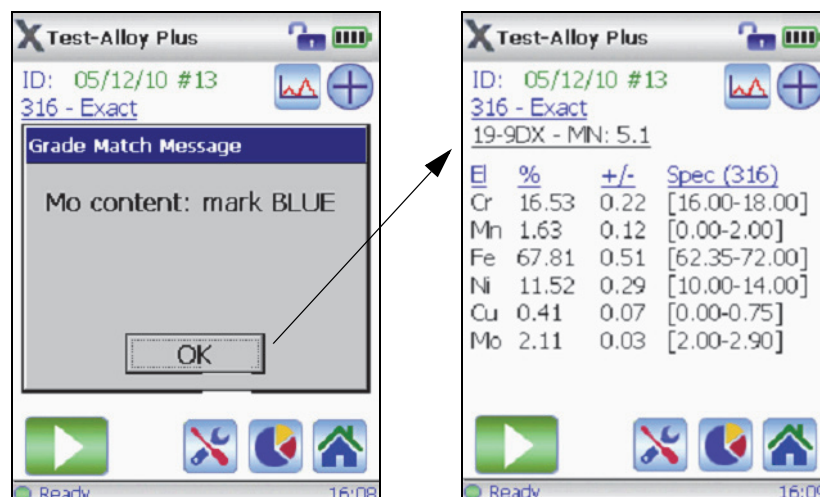 Test-Alloy Plus
ID: 05/12/10 #13
316 - Exact
Grade Match Message
Mo content: mark BLUE
OK
Ready 16:08
Test-Alloy Plus
ID: 05/12/10 #13
316 - Exact
19-9DX - MN: 5.1
El % +/- Spec (316)
Cr 16.53 0.22 [16.00-18.00]
Mn 1.63 0.12 [0.00-2.00]
Fe 67.81 0.51 [62.35-72.00]
Ni 11.52 0.29 [10.00-14.00]
Cu 0.41 0.07 [0.00-0.75]
Mo 2.11 0.03 [2.00-2.90]
Ready 16:09